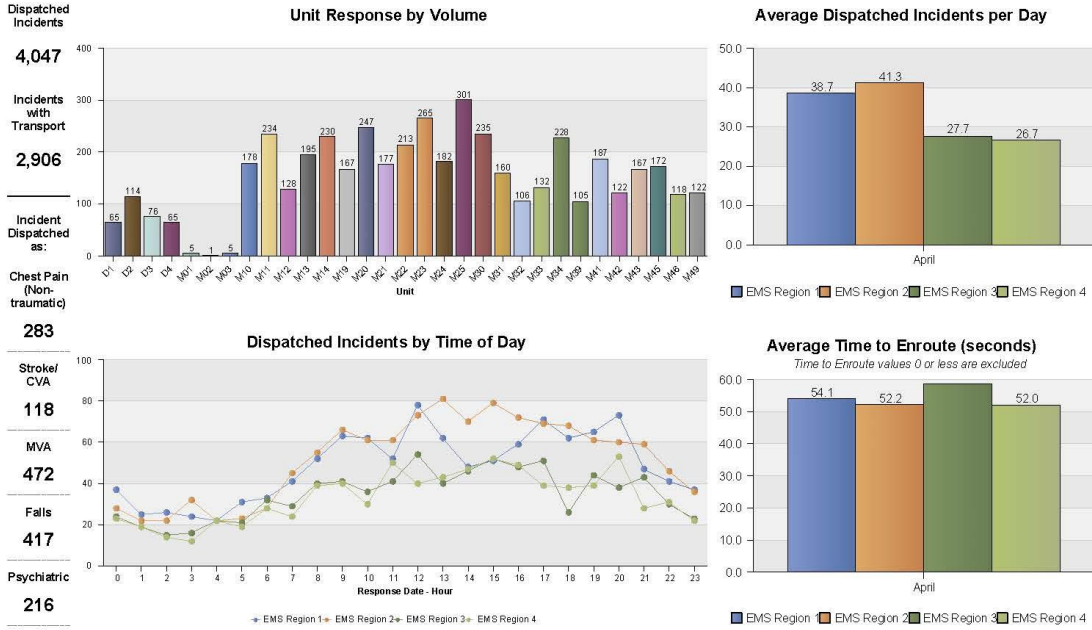 Dispatched
Incidents
4,047
Incidents
with
Transport
2,906
Incident
Dispatched
as:
Chest Pain
(Non-
traumatic)
283
Stroke/
CVA
118
MVA
472
Falls
417
Psychiatric
216
Unit Response by Volume
400
300
200
100
0
65 114 76 65 5 1 5 178 234 128 195 230 167 247 177 213 265 182 301 235 160 106 132 228 105 187 122 167 172 118 122
D1 D2 D3 D4 M01 M02 M03 M10 M11 M12 M13 M14 M19 M20 M21 M22 M23 M24 M25 M30 M31 M32 M33 M34 M39 M41 M42 M43 M45 M46 M49
Unit
Average Dispatched Incidents per Day
50.0
40.0
30.0
20.0
10.0
0.0
38.7 41.3 27.7 26.7
April
EMS Region 1 EMS Region 2 EMS Region 3 EMS Region 4
Dispatched Incidents by Time of Day
100
80
60
40
20
0
0 1 2 3 4 5 6 7 8 9 10 11 12 13 14 15 16 17 18 19 20 21 22 23
Response Date - Hour
EMS Region 1 EMS Region 2 EMS Region 3 EMS Region 4
Average Time to Enroute (seconds)
Time to Enroute values 0 or less are excluded
60.0
50.0
40.0
30.0
20.0
10.0
0.0
54.1 52.2 52.0
April
EMS Region 1 EMS Region 2 EMS Region 3 EMS Region 4